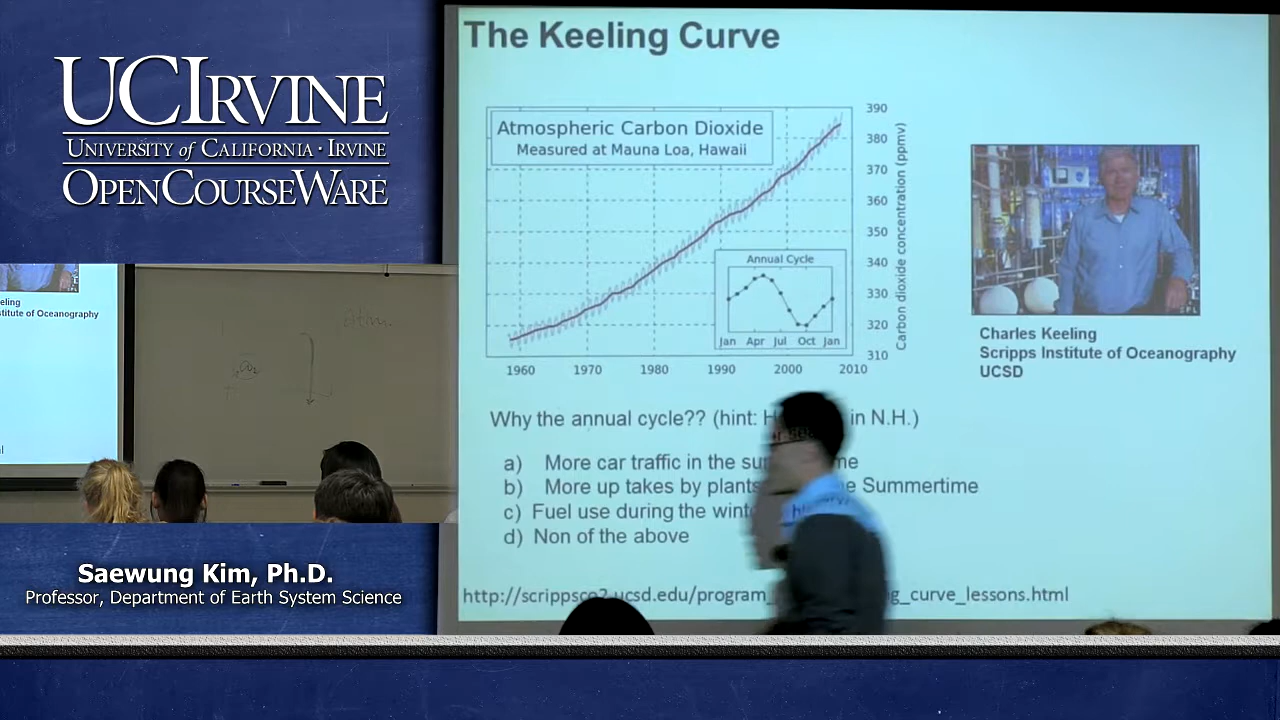 UCIRVINE
UNIVERSITY of CALIFORNIA · IRVINE
OPENCOURSEWARE
The Keeling Curve
Atmospheric Carbon Dioxide
Measured at Mauna Loa, Hawaii
390
380
370
360
350
340
330
320
310
Carbon dioxide concentration (ppmv)
Annual Cycle
Jan Apr Jul Oct Jan
1960 1970 1980 1990 2000 2010
Charles Keeling
Scripps Institute of Oceanography
UCSD
Why the annual cycle?? (hint: in N.H.)
a) More car traffic in the
b) More up takes by plants Summertime
c) Fuel use during the
d) Non of the above
http://scrippsco2.ucsd.edu/program_ g_curve_lessons.html
eling
stitute of Oceanography
atm.
CO2
Saewung Kim, Ph.D.
Professor, Department of Earth System Science